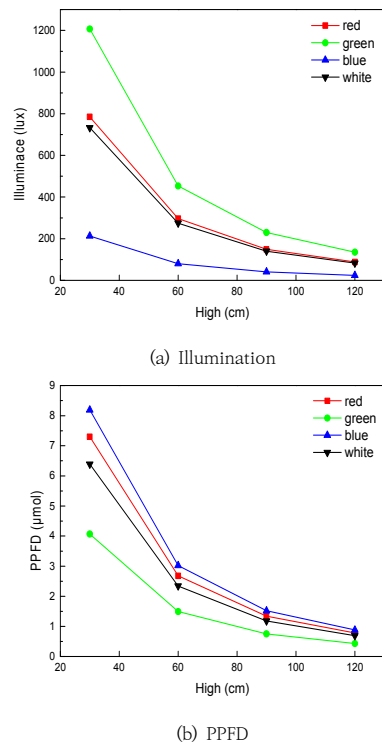 1200
1000
800
600
400
200
0
Illuminace (lux)
red
green
blue
white
20 40 60 80 100 120
High (cm)
(a) Illumination
9
8
7
6
5
4
3
2
1
0
PPFD (μmol)
red
green
blue
white
20 40 60 80 100 120
High (cm)
(b) PPFD